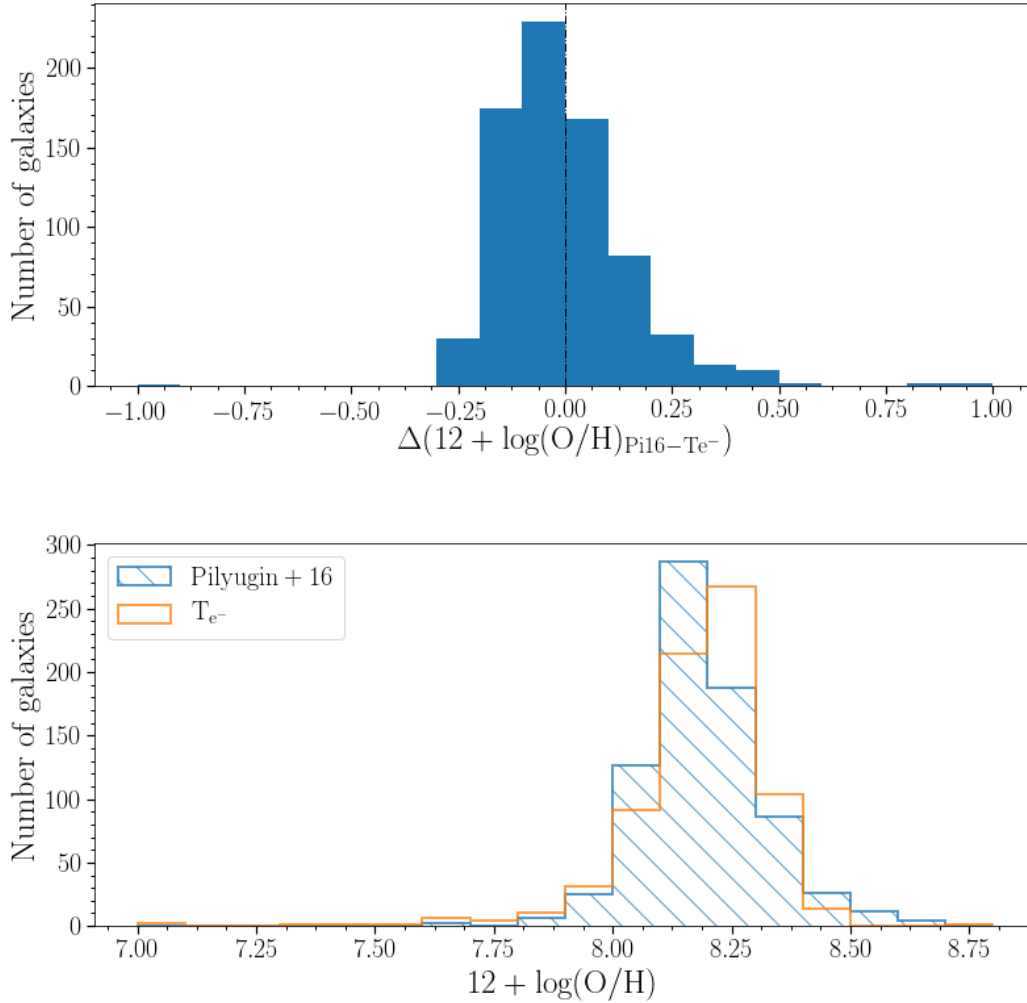 Number of galaxies
200
150
100
50
0
−1.00 −0.75 −0.50 −0.25 0.00 0.25 0.50 0.75 1.00
Δ(12 + log(O/H)Pi16−Te−)
Number of galaxies
300
250
200
150
100
50
0
Pilyugin + 16
Te−
7.00 7.25 7.50 7.75 8.00 8.25 8.50 8.75
12 + log(O/H)